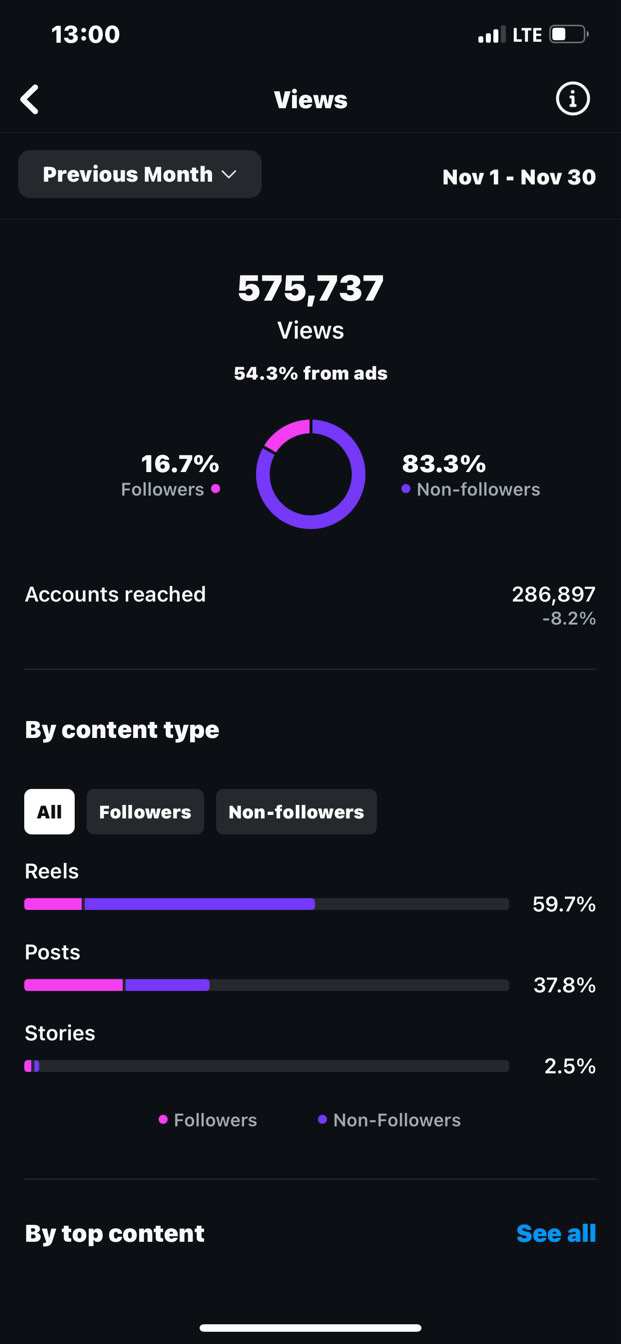 13:00
LTE
Views
Previous Month
Nov 1 - Nov 30
575,737
Views
54.3% from ads
16.7%
Followers
83.3%
Non-followers
Accounts reached
286,897
-8.2%
By content type
All
Followers
Non-followers
Reels
59.7%
Posts
37.8%
Stories
2.5%
Followers
Non-Followers
By top content
See all